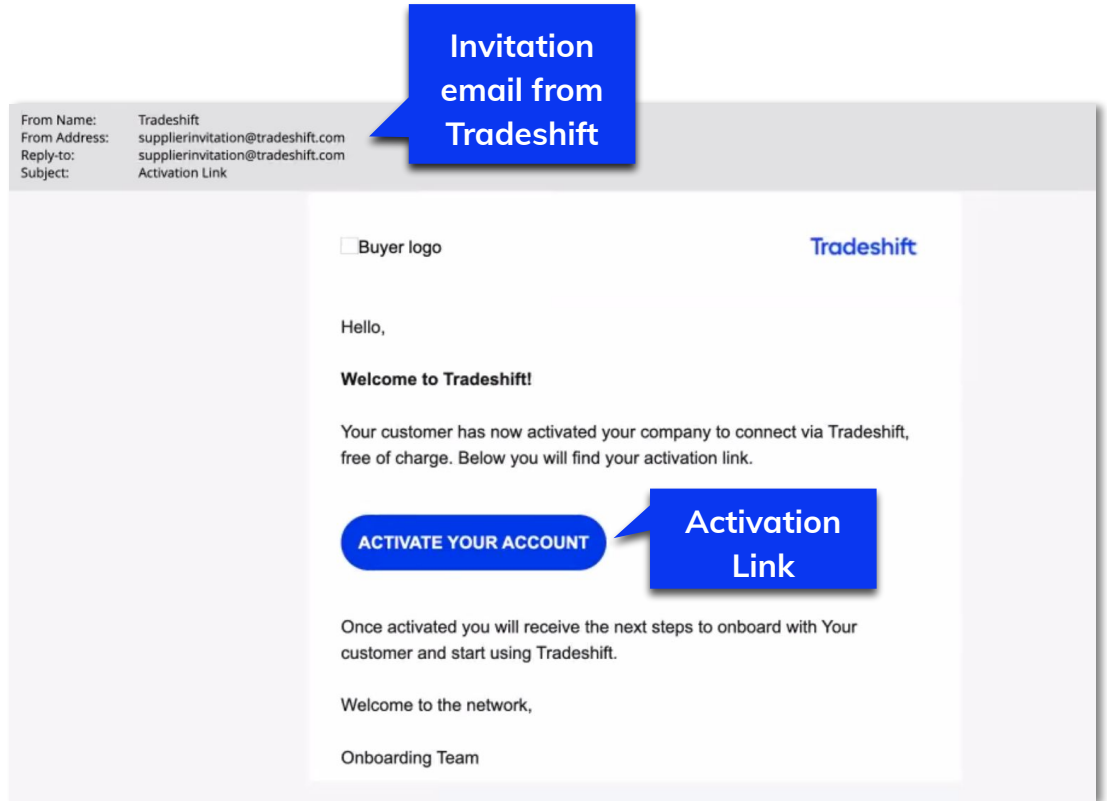 Invitation
email from
Tradeshift
From Name: Tradeshift
From Address: supplierinvitation@tradeshift.com
Reply-to: supplierinvitation@tradeshift.com
Subject: Activation Link
Buyer logo
Tradeshift
Hello,
Welcome to Tradeshift!
Your customer has now activated your company to connect via Tradeshift,
free of charge. Below you will find your activation link.
ACTIVATE YOUR ACCOUNT
Activation
Link
Once activated you will receive the next steps to onboard with Your
customer and start using Tradeshift.
Welcome to the network,
Onboarding Team